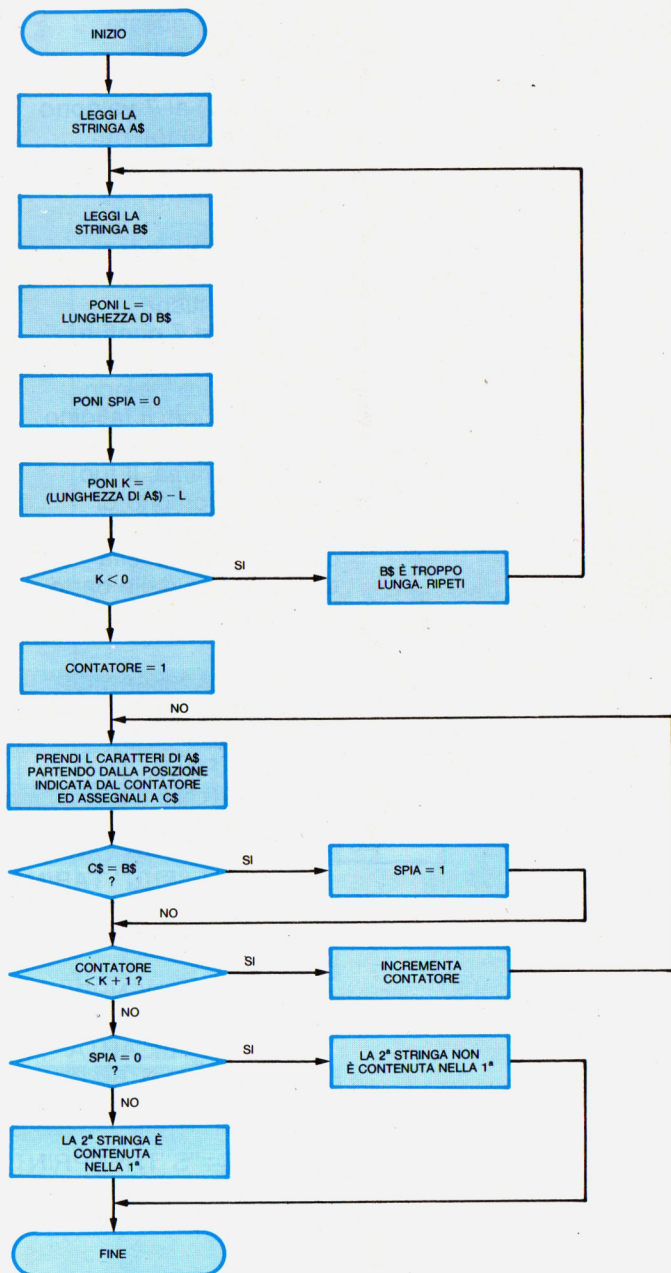 INIZIO
LEGGI LA
STRINGA A$
LEGGI LA
STRINGA B$
PONI L =
LUNGHEZZA DI B$
PONI SPIA = 0
PONI K =
(LUNGHEZZA DI A$) – L
K < 0
SI
B$ È TROPPO
LUNGA. RIPETI
CONTATORE = 1
NO
PRENDI L CARATTERI DI A$
PARTENDO DALLA POSIZIONE
INDICATA DAL CONTATORE
ED ASSEGNALI A C$
C$ = B$
?
SI
SPIA = 1
NO
CONTATORE
< K + 1 ?
SI
INCREMENTA
CONTATORE
NO
SPIA = 0
?
SI
LA 2ª STRINGA NON
È CONTENUTA NELLA 1ª
NO
LA 2ª STRINGA È
CONTENUTA
NELLA 1ª
FINE